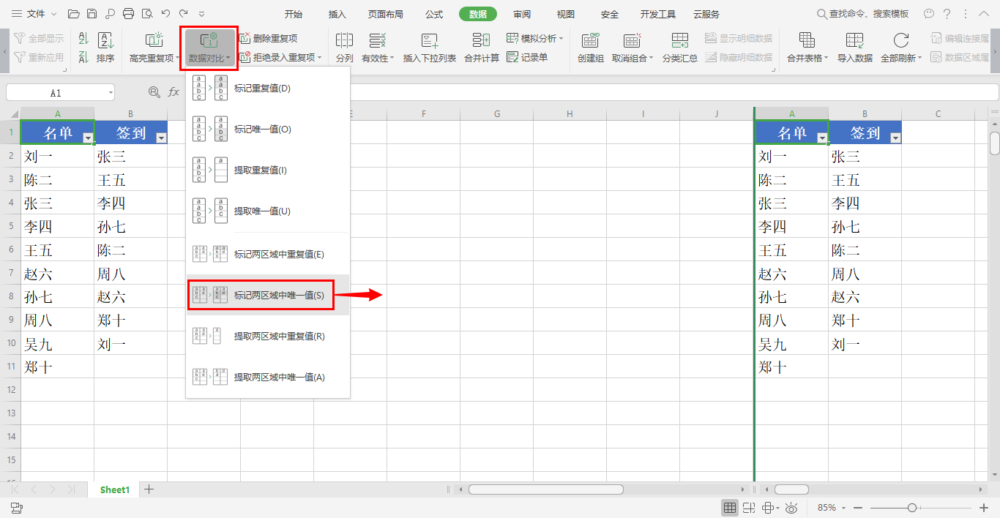 文件 开始 插入 页面布局 公式 数据 审阅 视图 安全 开发工具 云服务 查找命令、搜索模板
全部显示
重新应用
排序
高亮重复项
数据对比
删除重复项
拒绝录入重复项
分列
有效性
插入下拉列表
合并计算
模拟分析
记录单
创建组
取消组合
分类汇总
显示明细数据
隐藏明细数据
合并表格
导入数据
全部刷新
编辑连接属
数据区域属
A1 fx
标记重复值(D)
标记唯一值(O)
提取重复值(I)
提取唯一值(U)
标记两区域中重复值(E)
标记两区域中唯一值(S)
提取两区域中重复值(R)
提取两区域中唯一值(A)
A B E F G H I J A B C
1 名单 签到 名单 签到
2 刘一 张三 刘一 张三
3 陈二 王五 陈二 王五
4 张三 李四 张三 李四
5 李四 孙七 李四 孙七
6 王五 陈二 王五 陈二
7 赵六 周八 赵六 周八
8 孙七 赵六 孙七 赵六
9 周八 郑十 周八 郑十
10 吴九 刘一 吴九 刘一
11 郑十 郑十
12
13
14
15
Sheet1
85%